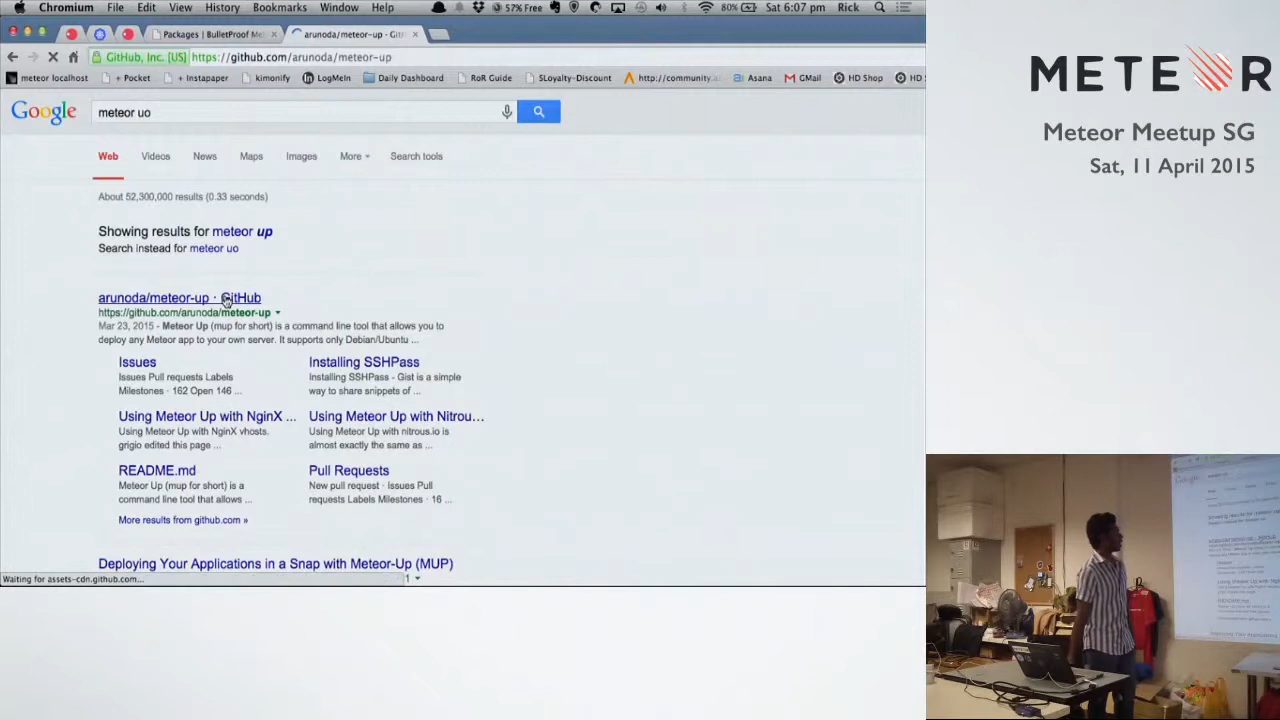 Chromium File Edit View History Bookmarks Window Help 57% Free 80% Sat 6:07 pm Rick
Packages | BulletProof Me
arunoda/meteor-up · GitH
GitHub, Inc. [US] https://github.com/arunoda/meteor-up
meteor localhost + Pocket + Instapaper kimonify LogMeIn Daily Dashboard RoR Guide SLoyalty-Discount http://community.a Asana GMail HD Shop HD S
Google meteor uo
Web Videos News Maps Images More Search tools
About 52,300,000 results (0.33 seconds)
Showing results for meteor up
Search instead for meteor uo
arunoda/meteor-up · GitHub
https://github.com/arunoda/meteor-up
Mar 23, 2015 - Meteor Up (mup for short) is a command line tool that allows you to
deploy any Meteor app to your own server. It supports only Debian/Ubuntu ...
Issues
Issues Pull requests Labels
Milestones · 162 Open 146 ...
Installing SSHPass
Installing SSHPass - Gist is a simple
way to share snippets of ...
Using Meteor Up with NginX ...
Using Meteor Up with NginX vhosts.
grigio edited this page ...
Using Meteor Up with Nitrou...
Using Meteor Up with nitrous.io is
almost exactly the same as ...
README.md
Meteor Up (mup for short) is a
command line tool that allows ...
Pull Requests
New pull request · Issues Pull
requests Labels Milestones · 16 ...
More results from github.com »
Deploying Your Applications in a Snap with Meteor-Up (MUP)
Waiting for assets-cdn.github.com...
1
METEOR
Meteor Meetup SG
Sat, 11 April 2015